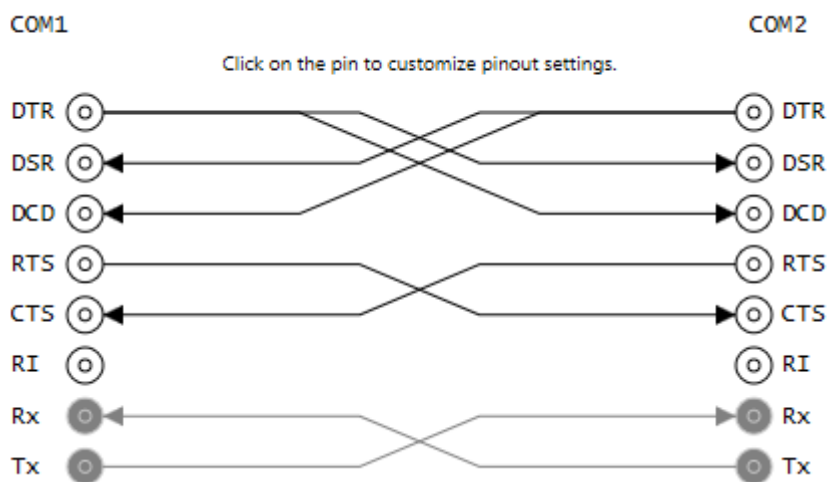 COM1 COM2
Click on the pin to customize pinout settings.
DTR DTR
DSR DSR
DCD DCD
RTS RTS
CTS CTS
RI RI
Rx Rx
Tx Tx